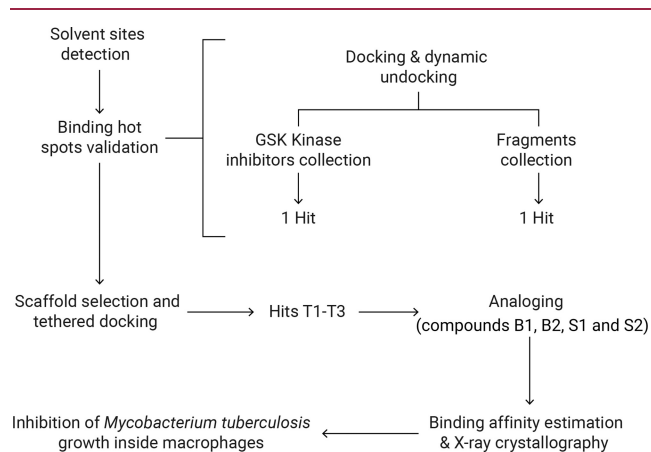 Solvent sites
detection
Binding hot
spots validation
Docking & dynamic
undocking
GSK Kinase
inhibitors collection
1 Hit
Fragments
collection
1 Hit
Scaffold selection and
tethered docking
Hits T1-T3
Analoging
(compounds B1, B2, S1 and S2)
Binding affinity estimation
& X-ray crystallography
Inhibition of Mycobacterium tuberculosis
growth inside macrophages